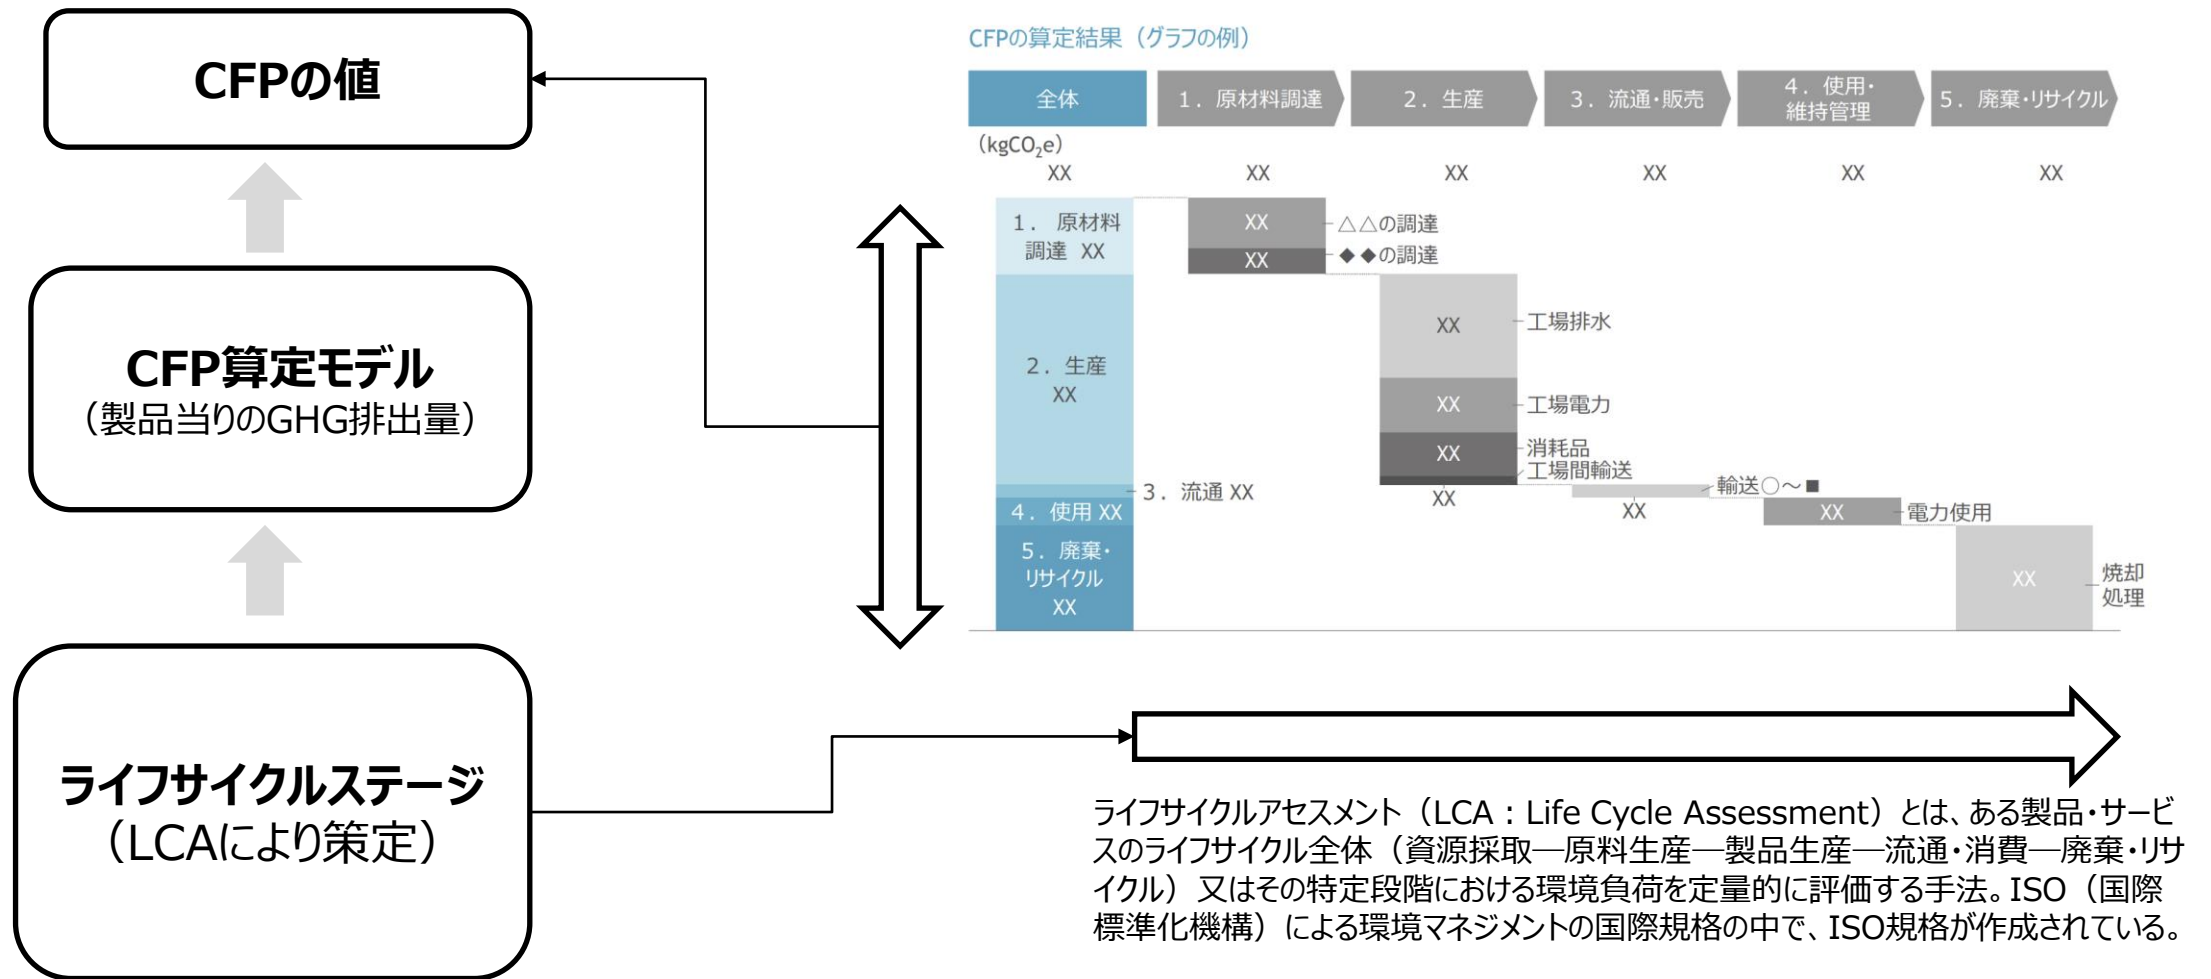 CFPの値
CFP算定モデル
（製品当りのGHG排出量）
ライフサイクルステージ
（LCAにより策定）
CFPの算定結果（グラフの例）
全体
1．原材料調達
2．生産
3．流通・販売
4．使用・
維持管理
5．廃棄・リサイクル
（kgCO₂e）
XX
XX
XX
XX
XX
XX
1．原材料
調達 XX
2．生産
XX
3．流通 XX
4．使用 XX
5．廃棄・
リサイクル
XX
XX
△△の調達
XX
◆◆の調達
XX
工場排水
XX
工場電力
XX
消耗品
工場間輸送
XX
輸送○～■
XX
XX
電力使用
XX
焼却
処理
ライフサイクルアセスメント（LCA：Life Cycle Assessment）とは、ある製品・サービ
スのライフサイクル全体（資源採取―原料生産―製品生産―流通・消費―廃棄・リサ
イクル）又はその特定段階における環境負荷を定量的に評価する手法。ISO（国際
標準化機構）による環境マネジメントの国際規格の中で、ISO規格が作成されている。